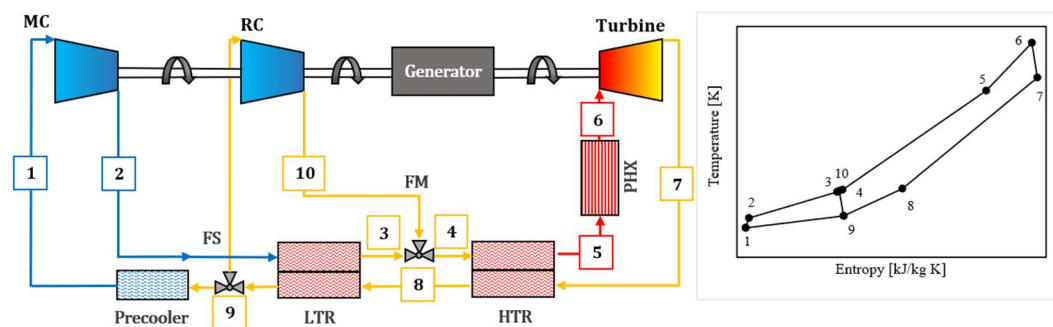 MC
RC
Turbine
Generator
1
2
10
6
7
PHX
FM
FS
3
4
5
8
9
Precooler
LTR
HTR
Temperature [K]
6
5
7
3 10
4
2
8
9
1
Entropy [kJ/kg K]